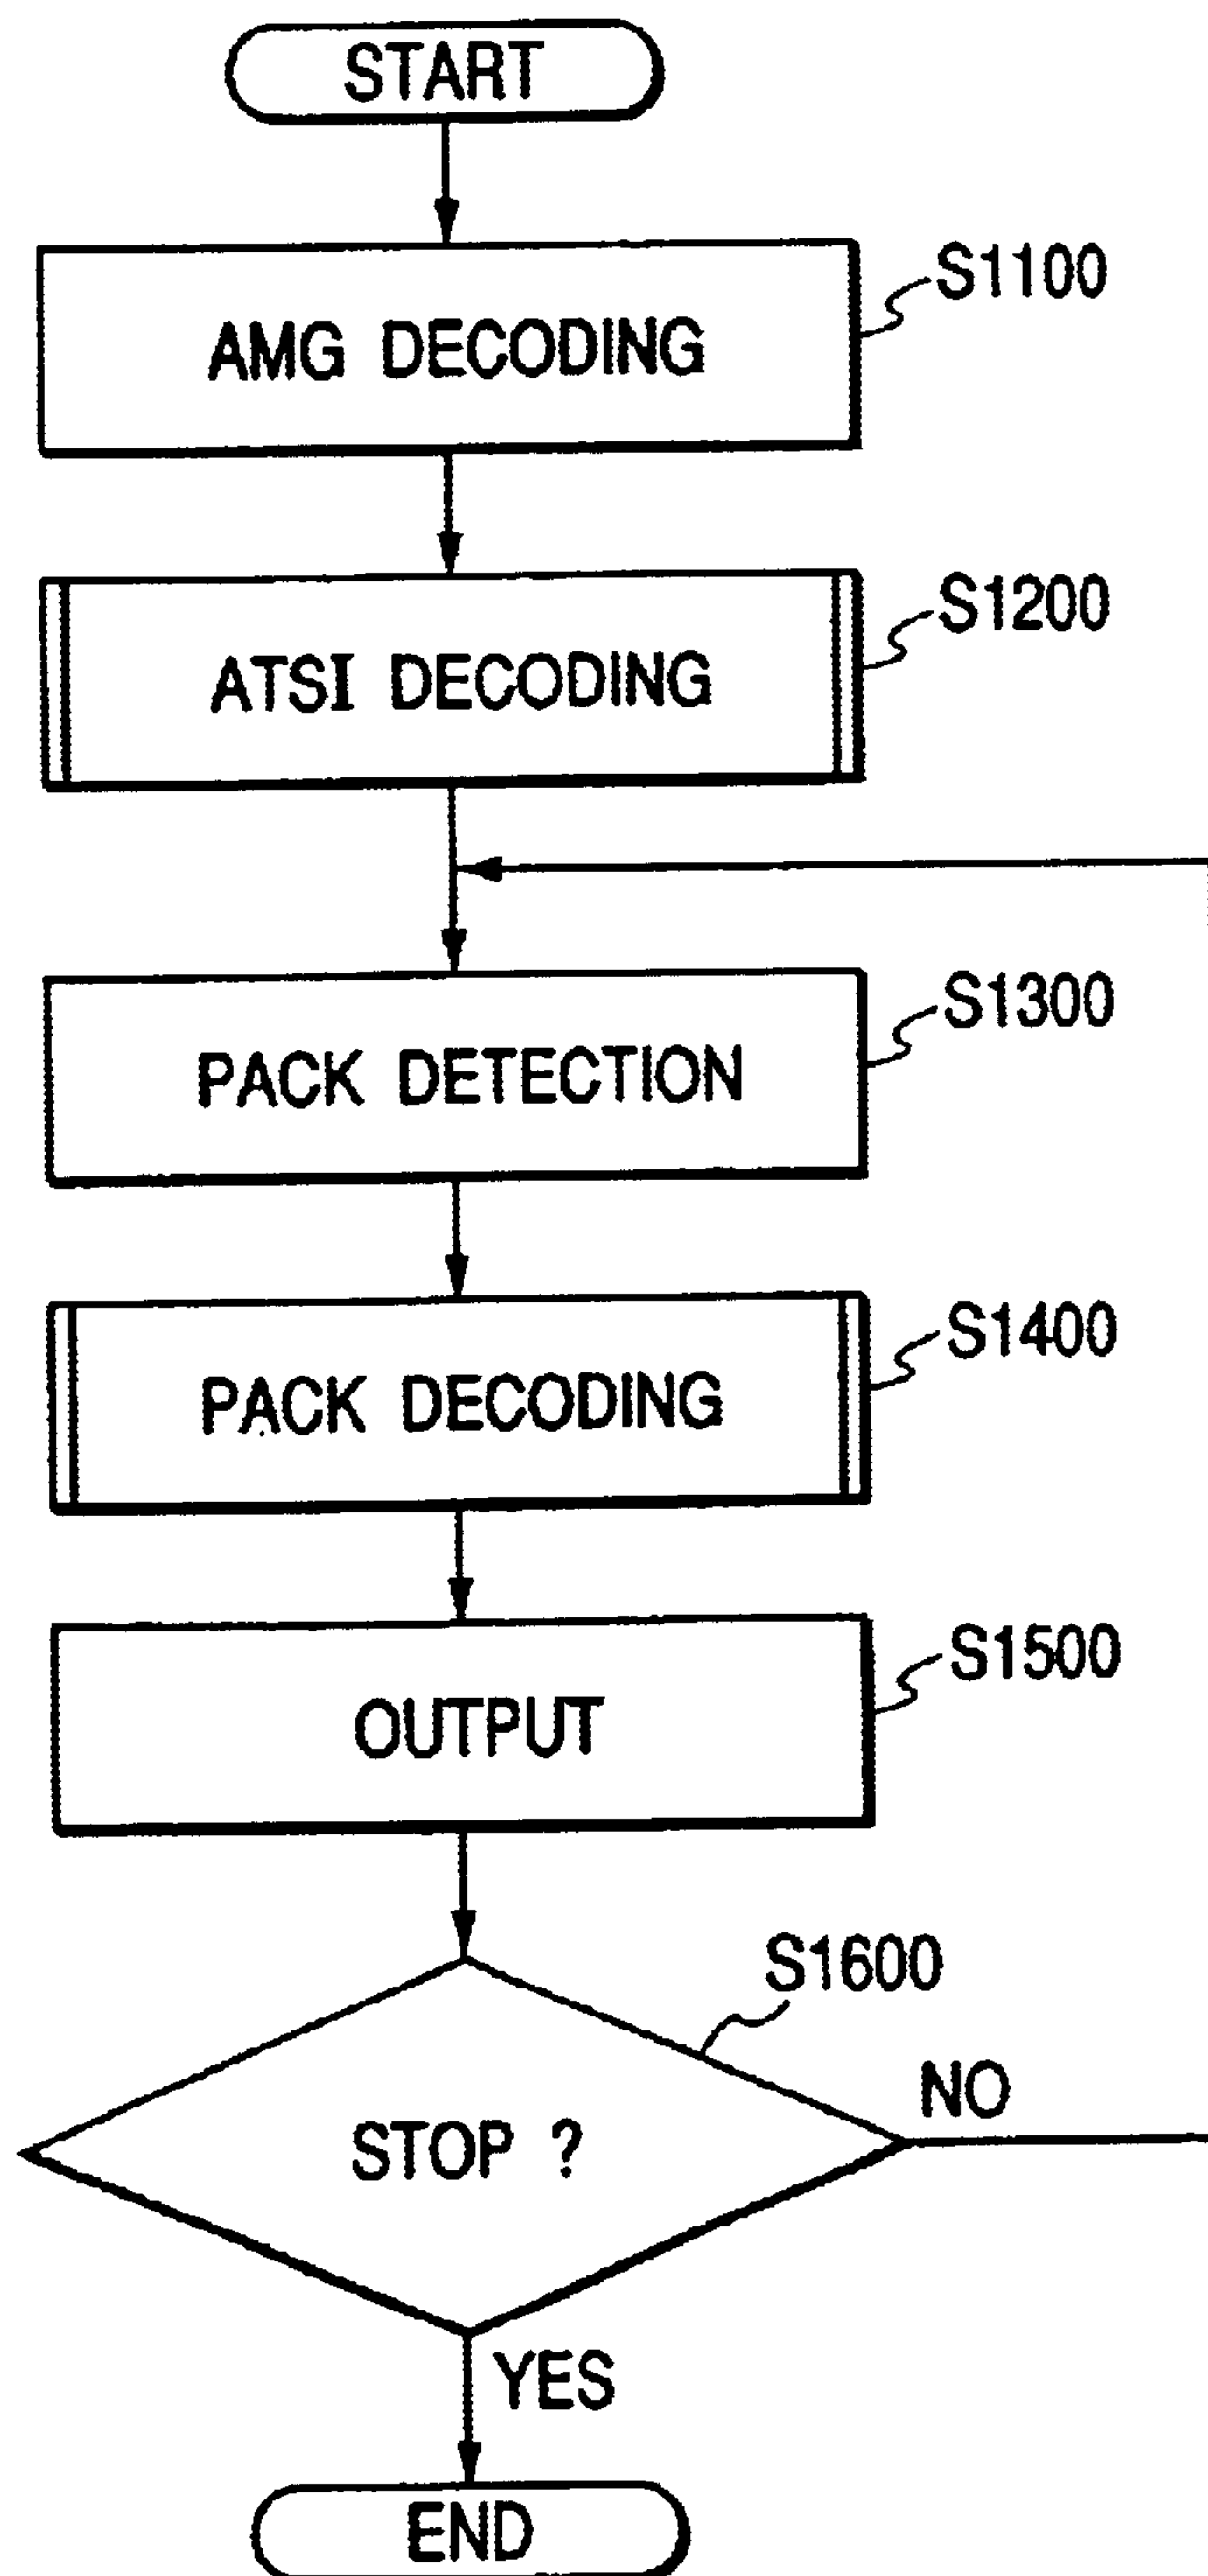 START
AMG DECODING
S1100
ATSI DECODING
S1200
PACK DETECTION
S1300
PACK DECODING
S1400
OUTPUT
S1500
S1600
STOP ?
NO
YES
END